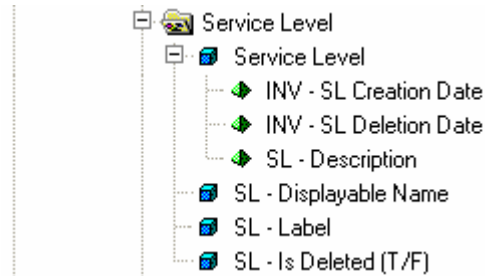 Service Level
Service Level
INV - SL Creation Date
INV - SL Deletion Date
SL - Description
SL - Displayable Name
SL - Label
SL - Is Deleted (T/F)